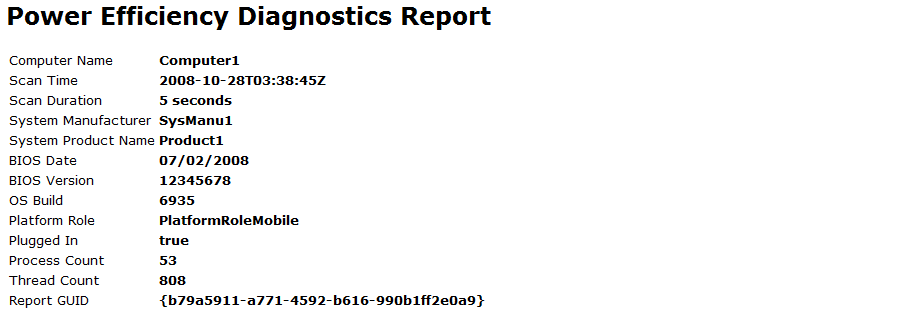 Power Efficiency Diagnostics Report
Computer Name Computer1
Scan Time 2008-10-28T03:38:45Z
Scan Duration 5 seconds
System Manufacturer SysManu1
System Product Name Product1
BIOS Date 07/02/2008
BIOS Version 12345678
OS Build 6935
Platform Role PlatformRoleMobile
Plugged In true
Process Count 53
Thread Count 808
Report GUID {b79a5911-a771-4592-b616-990b1ff2e0a9}